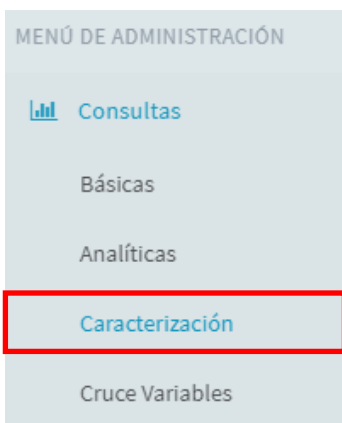 MENÚ DE ADMINISTRACIÓN
Consultas
Básicas
Analíticas
Caracterización
Cruce Variables